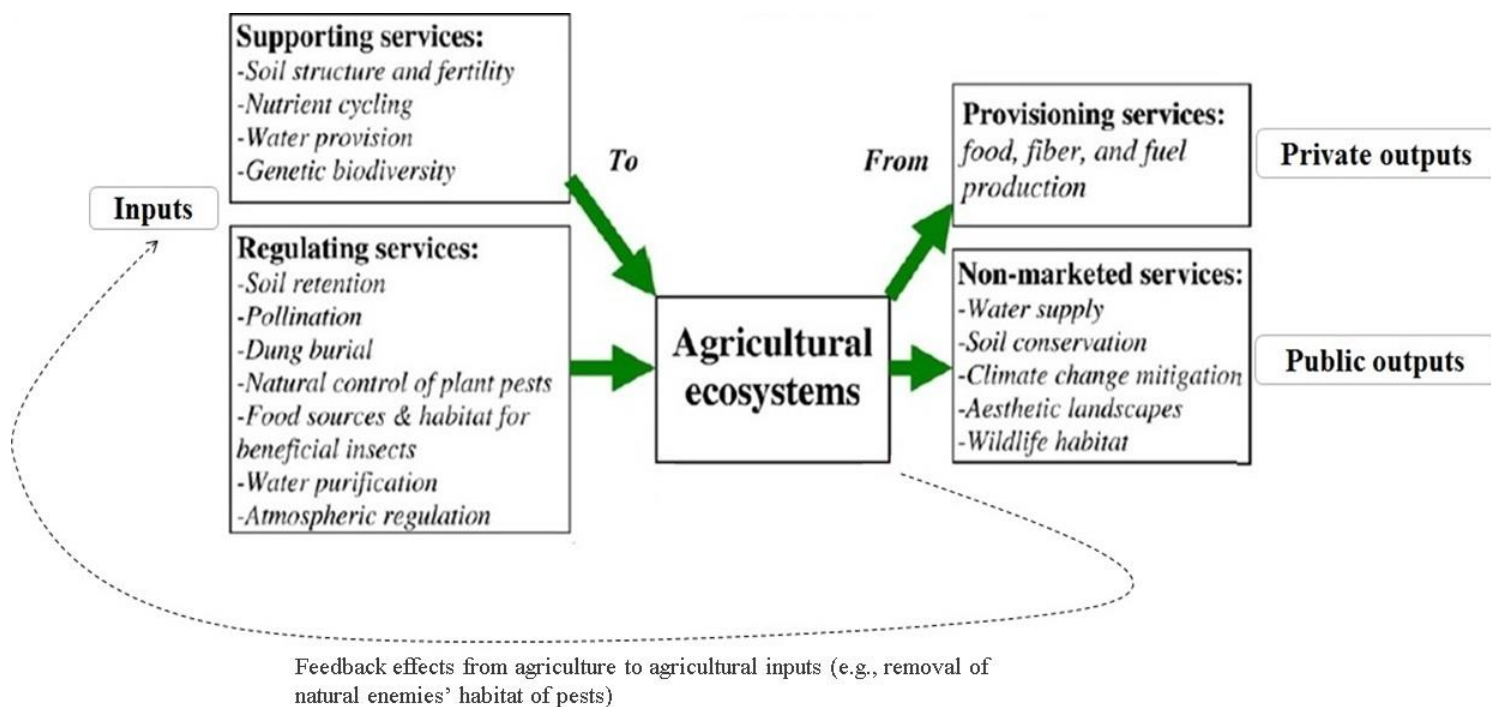 Supporting services:
-Soil structure and fertility
-Nutrient cycling
-Water provision
-Genetic biodiversity
Inputs
Regulating services:
-Soil retention
-Pollination
-Dung burial
-Natural control of plant pests
-Food sources & habitat for
beneficial insects
-Water purification
-Atmospheric regulation
To
Agricultural
ecosystems
From
Provisioning services:
food, fiber, and fuel
production
Private outputs
Non-marketed services:
-Water supply
-Soil conservation
-Climate change mitigation
-Aesthetic landscapes
-Wildlife habitat
Public outputs
Feedback effects from agriculture to agricultural inputs (e.g., removal of
natural enemies’ habitat of pests)